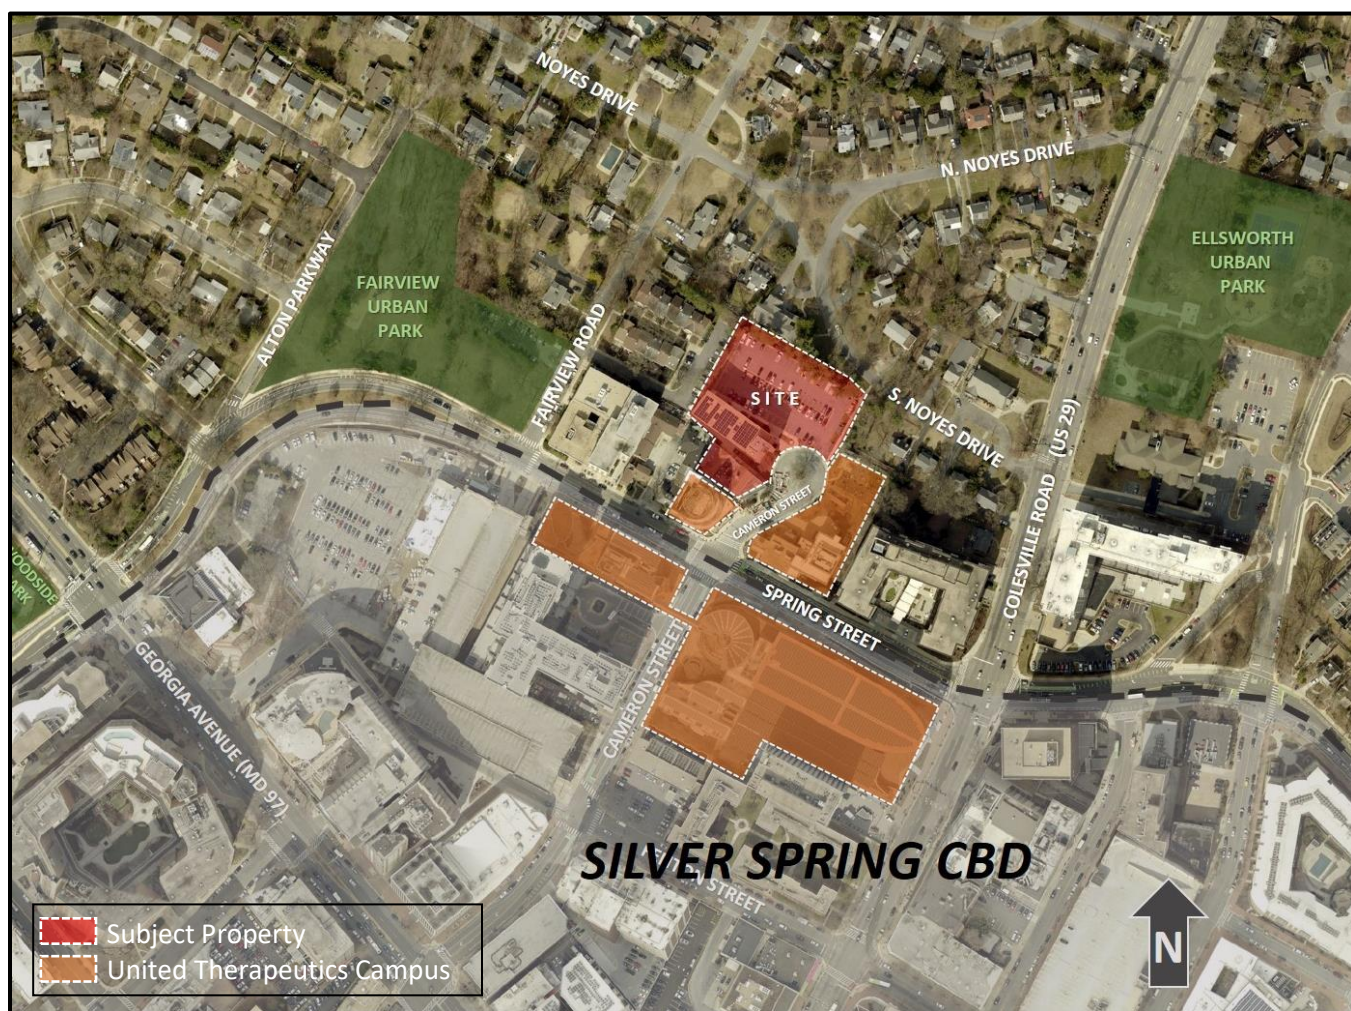 NOYES DRIVE
N. NOYES DRIVE
ELLSWORTH
URBAN
PARK
ALTON PARKWAY
FAIRVIEW
URBAN
PARK
FAIRVIEW ROAD
SITE
S. NOYES DRIVE
COLESVILLE ROAD (US 29)
CAMERON STREET
SPRING STREET
WOODSIDE
PARK
GEORGIA AVENUE (MD 97)
CAMERON STREET
SILVER SPRING CBD
STREET
Subject Property
United Therapeutics Campus
N